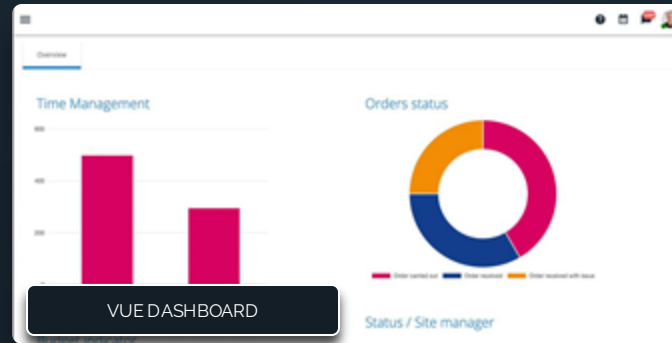 Overview
Time Management
Orders status
600
400
200
0
Order carried out
Order received
Order received with issue
VUE DASHBOARD
Status / Site manager